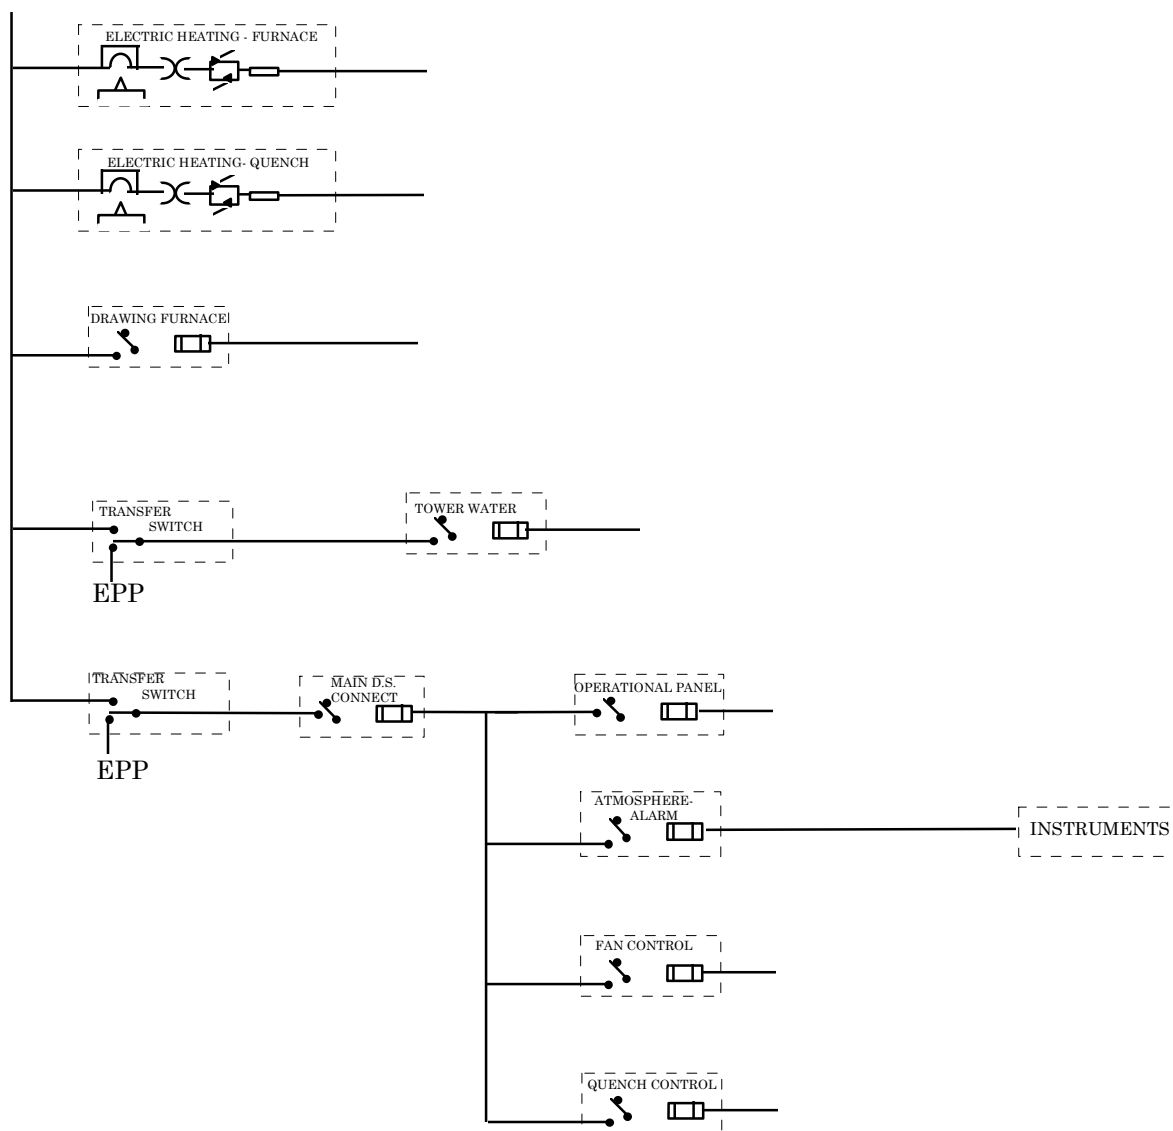 ELECTRIC HEATING - FURNACE
ELECTRIC HEATING- QUENCH
DRAWING FURNACE
TRANSFER
SWITCH
TOWER WATER
EPP
TRANSFER
SWITCH
MAIN D.S.
CONNECT
OPERATIONAL PANEL
EPP
ATMOSPHERE-
ALARM
INSTRUMENTS
FAN CONTROL
QUENCH CONTROL